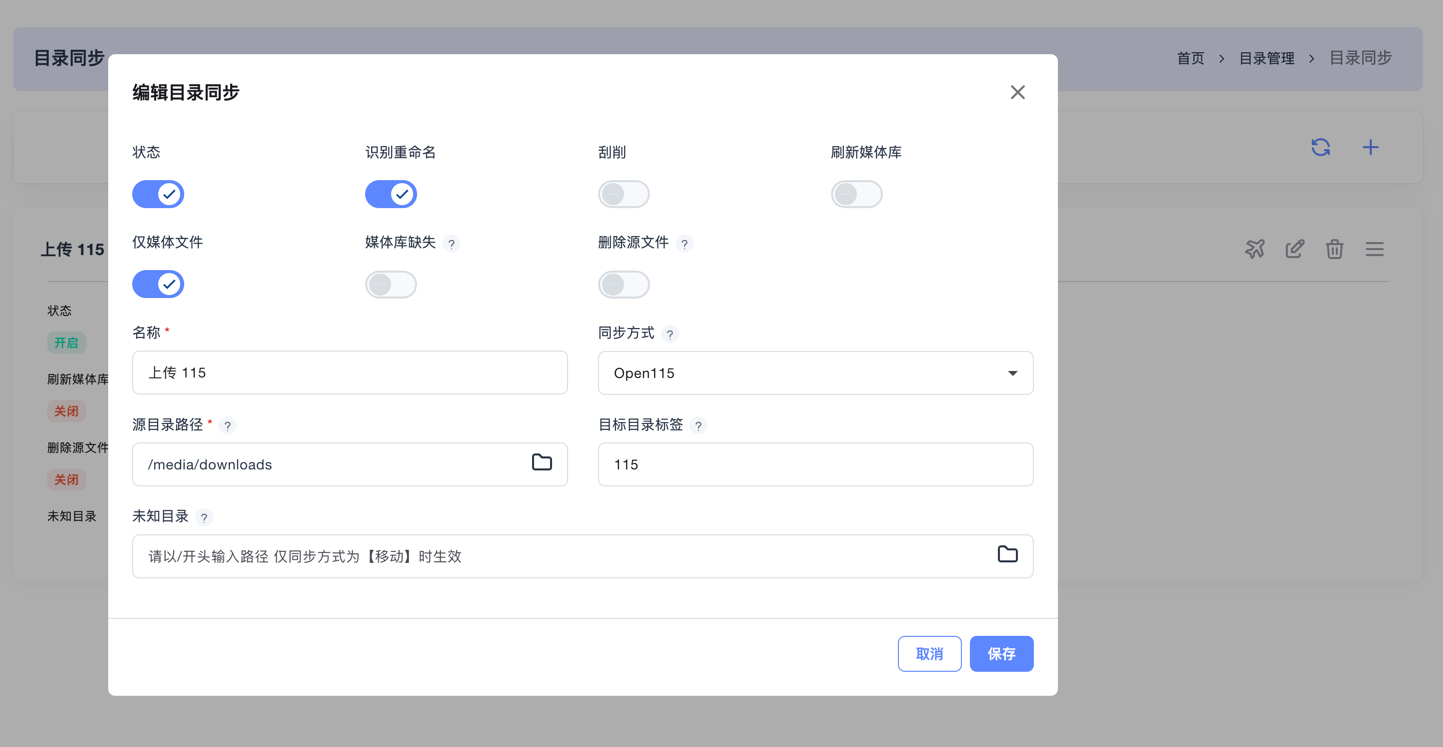 目录同步
首页 > 目录管理 > 目录同步
编辑目录同步
状态
识别重命名
刮削
刷新媒体库
仅媒体文件
媒体库缺失 ?
删除源文件 ?
名称 *
同步方式 ?
上传 115
Open115
源目录路径 * ?
目标目录标签 ?
/media/downloads
115
未知目录 ?
请以/开头输入路径 仅同步方式为【移动】时生效
取消
保存
上传 115
状态
开启
刷新媒体库
关闭
删除源文件
关闭
未知目录